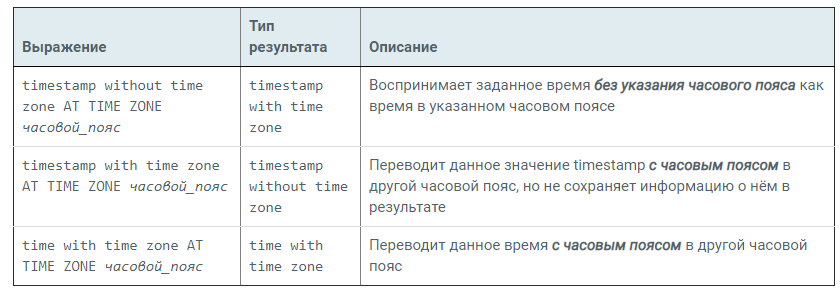 Выражение
Тип
результата
Описание
timestamp without time
zone AT TIME ZONE
часовой_пояс
timestamp
with time
zone
Воспринимает заданное время без указания часового пояса как
время в указанном часовом поясе
timestamp with time zone
AT TIME ZONE часовой_пояс
timestamp
without time
zone
Переводит данное значение timestamp с часовым поясом в
другой часовой пояс, но не сохраняет информацию о нём в
результате
time with time zone AT
TIME ZONE часовой_пояс
time with
time zone
Переводит данное время с часовым поясом в другой часовой
пояс